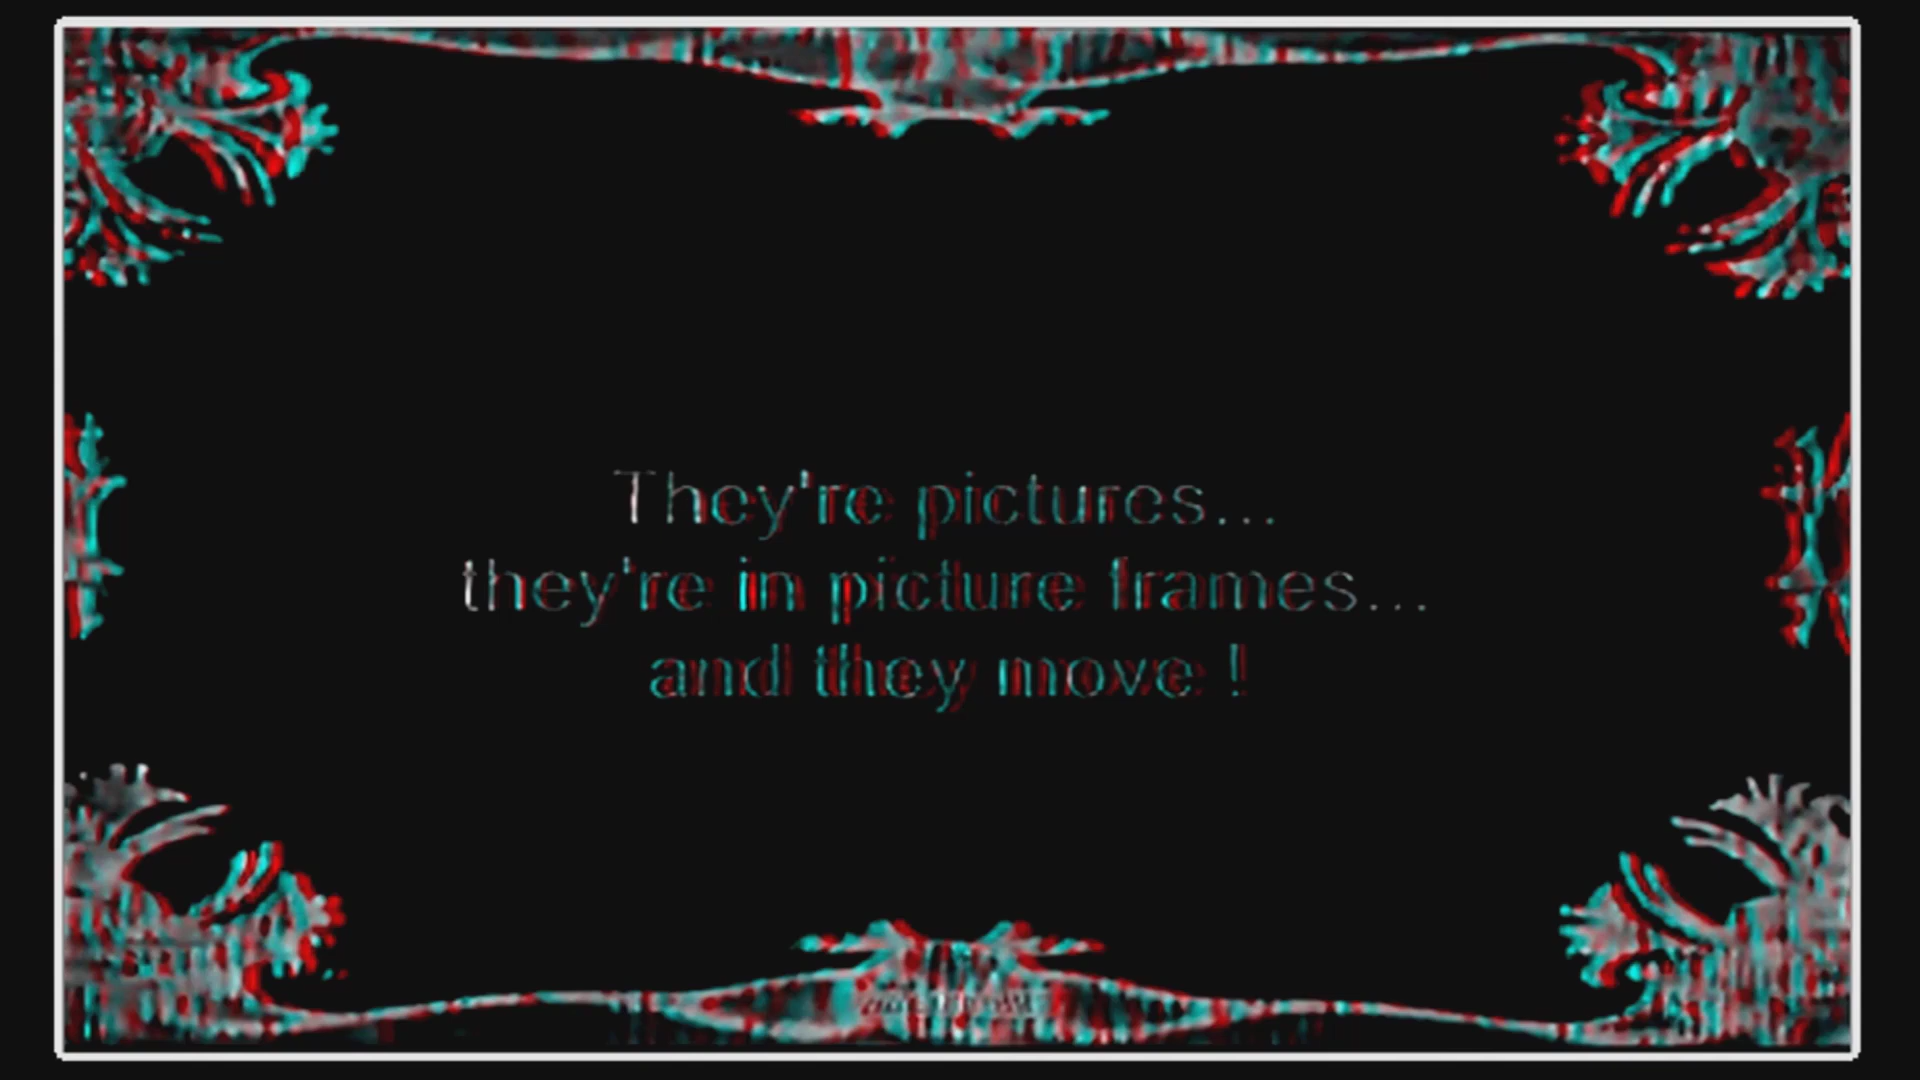 They're pictures...
they're in picture frames...
and they move !